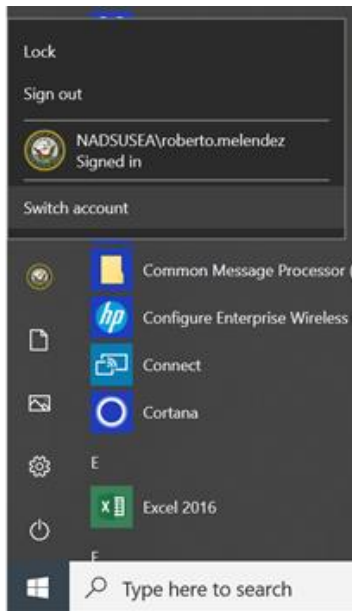 Lock
Sign out
NADSUSEA\roberto.melendez
Signed in
Switch account
Common Message Processor (
hp
Configure Enterprise Wireless
Connect
Cortana
E
Excel 2016
F
Type here to search